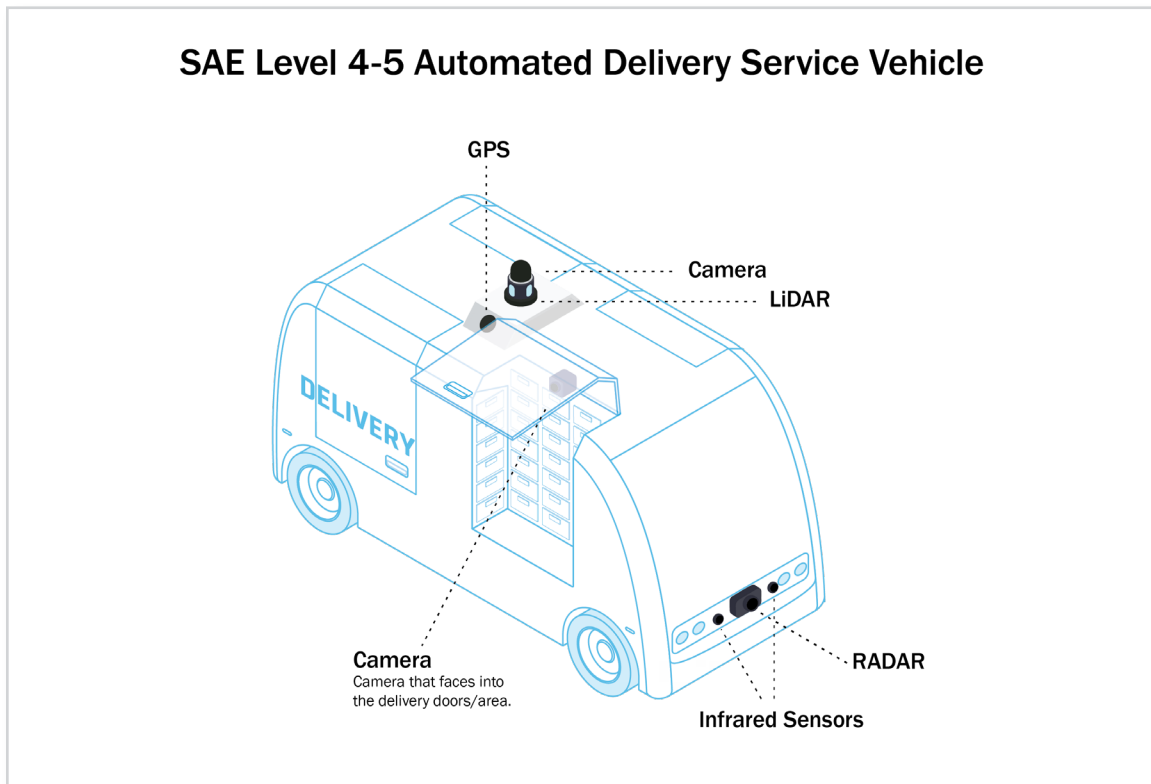 SAE Level 4-5 Automated Delivery Service Vehicle
GPS
Camera
LiDAR
DELIVERY
Camera
Camera that faces into
the delivery doors/area.
RADAR
Infrared Sensors